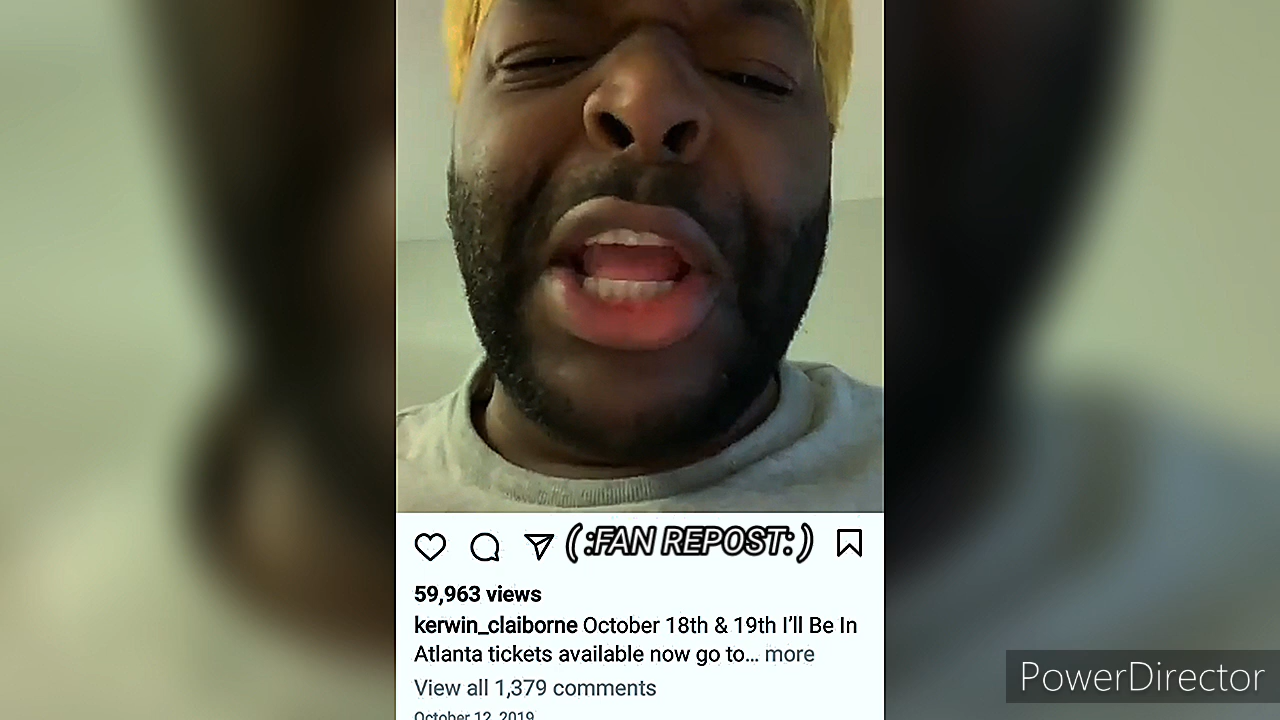 (:FAN REPOST:)
59,963 views
kerwin_claiborne October 18th & 19th I'll Be In
Atlanta tickets available now go to... more
View all 1,379 comments
October 12, 2019
PowerDirector